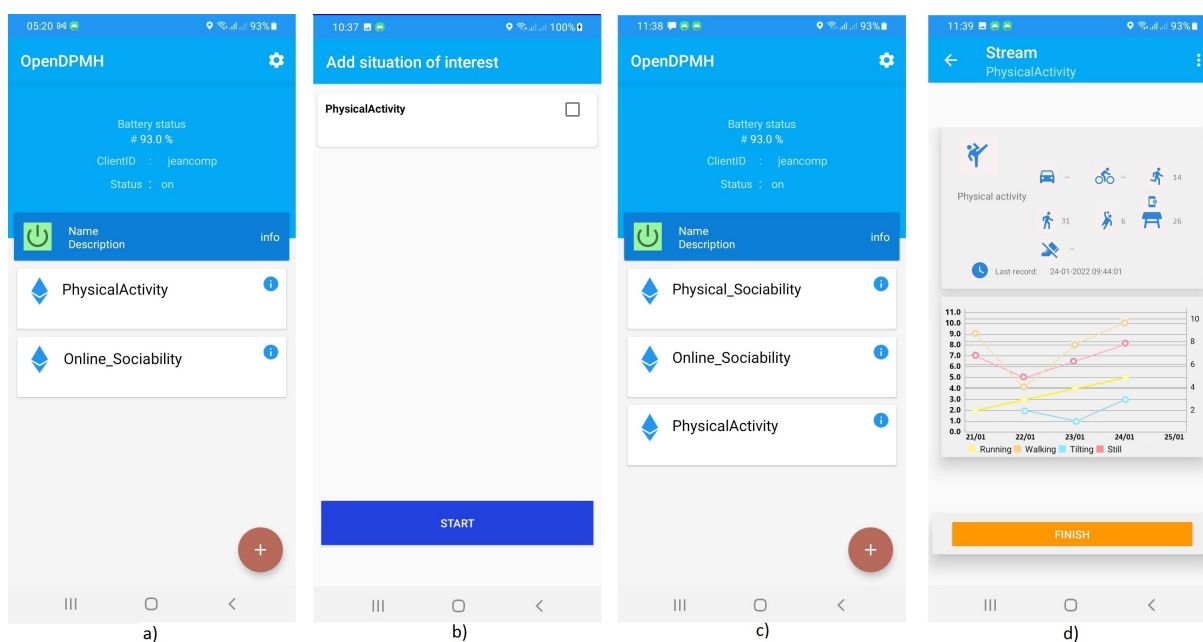 05:20
93%
OpenDPMH
Battery status
# 93.0 %
ClientID : jeancomp
Status : on
Name
Description
info
PhysicalActivity
Online_Sociability
+
a)
10:37
100%
Add situation of interest
PhysicalActivity
START
b)
11:38
93%
OpenDPMH
Battery status
# 93.0 %
ClientID : jeancomp
Status : on
Name
Description
info
Physical_Sociability
Online_Sociability
PhysicalActivity
+
c)
11:39
93%
Stream
PhysicalActivity
Physical activity
--
--
14
31
6
26
--
Last record: 24-01-2022 09:44:01
11.0
10.0
9.0
8.0
7.0
6.0
5.0
4.0
3.0
2.0
1.0
0.0
10
8
6
4
2
21/01 22/01 23/01 24/01 25/01
Running Walking Tilting Still
FINISH
d)